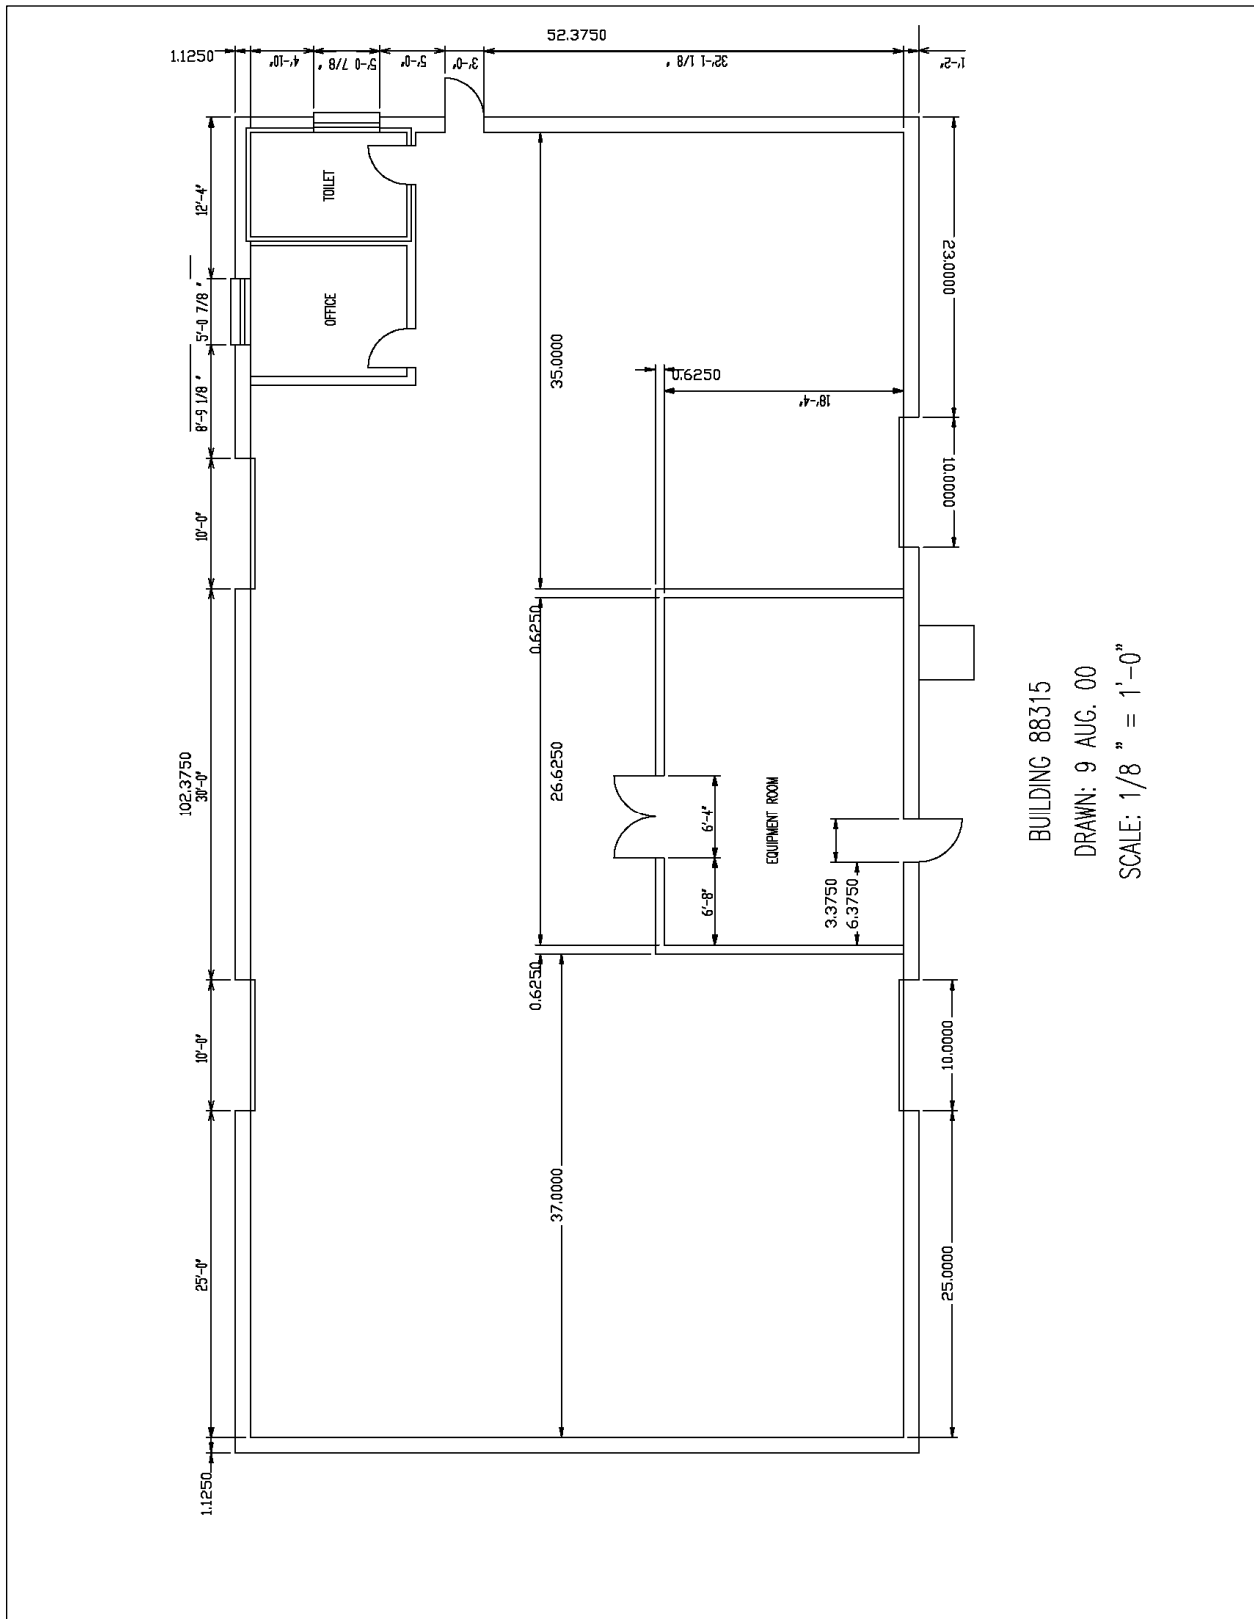 52.3750
1.1250
4'-10"
5'-0 7/8 "
5'-0"
3'-0"
32'-1 1/8 "
1'-2"
12'-4"
TOILET
5'-0 7/8 "
OFFICE
23.0000
8'-9 1/8 "
35.0000
0.6250
18'-4"
10'-0"
10.0000
0.6250
102.3750
30'-0"
26.6250
6'-4"
EQUIPMENT ROOM
6'-8"
3.3750
6.3750
0.6250
10'-0"
10.0000
37.0000
25'-0"
25.0000
1.1250
BUILDING 88315
DRAWN: 9 AUG. 00
SCALE: 1/8 " = 1'-0"